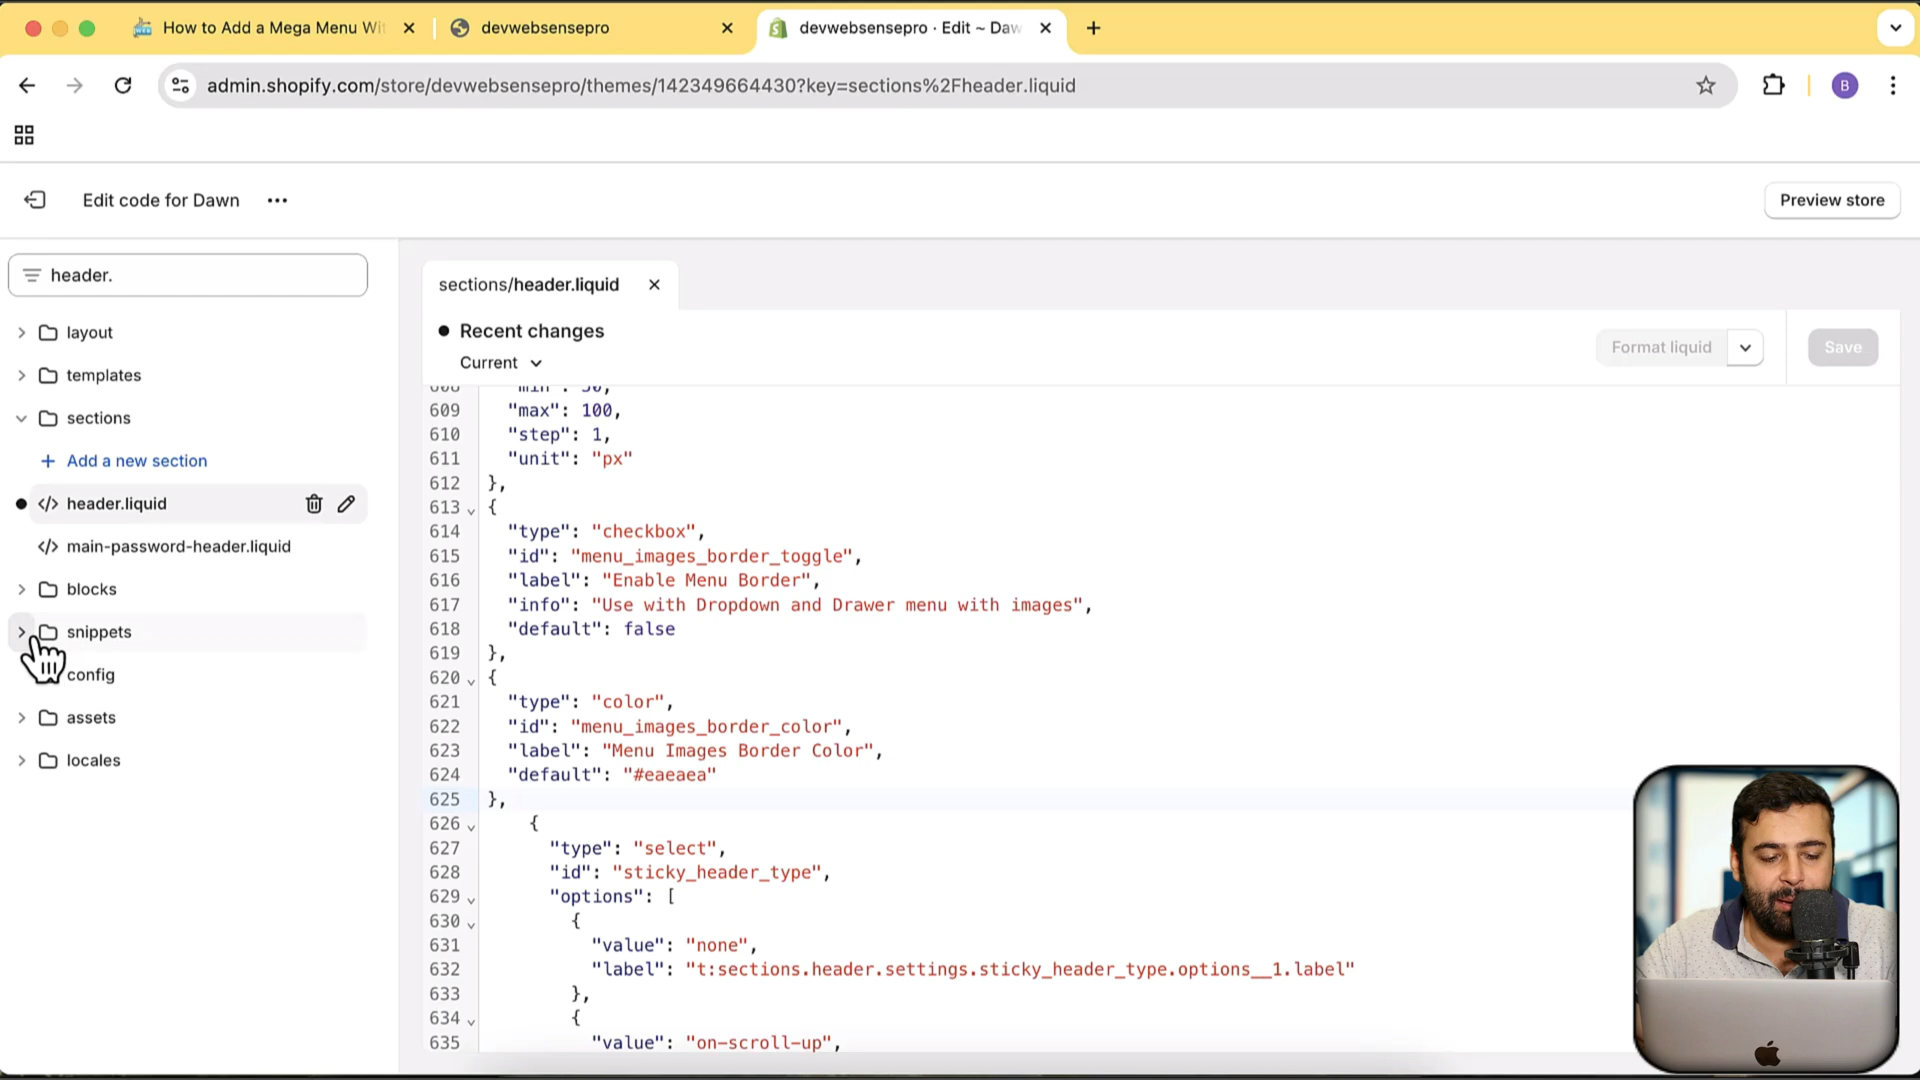 How to Add a Mega Menu Wit
devwebsensepro
devwebsensepro · Edit ~ Daw
admin.shopify.com/store/devwebsensepro/themes/142349664430?key=sections%2Fheader.liquid
B
Edit code for Dawn
Preview store
header.
layout
templates
sections
Add a new section
header.liquid
main-password-header.liquid
blocks
snippets
config
assets
locales
sections/header.liquid
Recent changes
Current
Format liquid
Save
608 "min": 50,
609 "max": 100,
610 "step": 1,
611 "unit": "px"
612 },
613 {
614 "type": "checkbox",
615 "id": "menu_images_border_toggle",
616 "label": "Enable Menu Border",
617 "info": "Use with Dropdown and Drawer menu with images",
618 "default": false
619 },
620 {
621 "type": "color",
622 "id": "menu_images_border_color",
623 "label": "Menu Images Border Color",
624 "default": "#eaeaea"
625 },
626 {
627 "type": "select",
628 "id": "sticky_header_type",
629 "options": [
630 {
631 "value": "none",
632 "label": "t:sections.header.settings.sticky_header_type.options__1.label"
633 },
634 {
635 "value": "on-scroll-up",